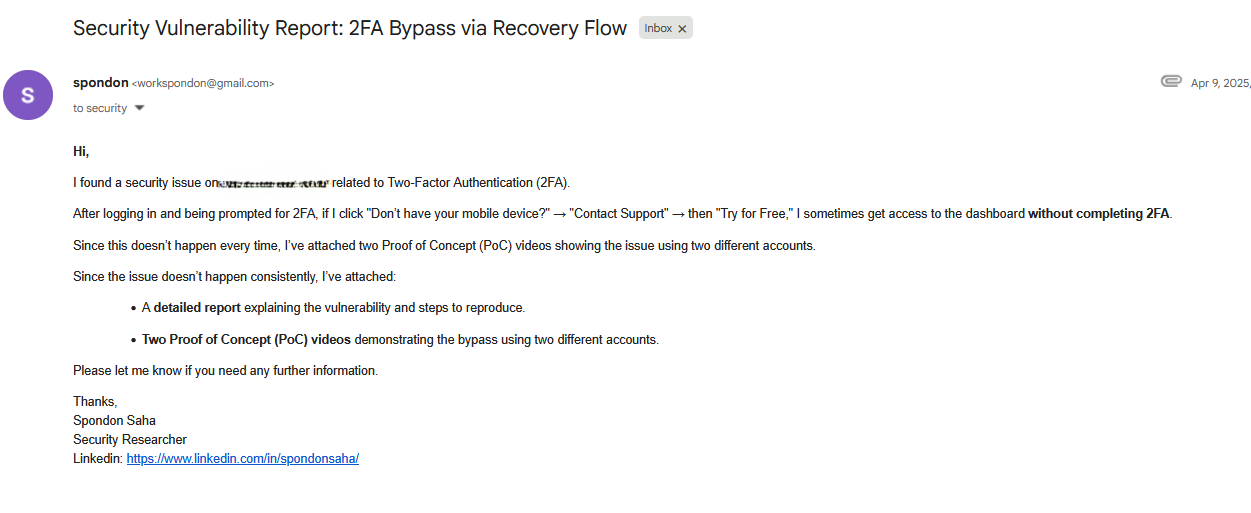 Security Vulnerability Report: 2FA Bypass via Recovery Flow Inbox ×
S
spondon <workspondon@gmail.com> Apr 9, 2025,
to security
Hi,
I found a security issue on related to Two-Factor Authentication (2FA).
After logging in and being prompted for 2FA, if I click "Don't have your mobile device?" → "Contact Support" → then "Try for Free," I sometimes get access to the dashboard without completing 2FA.
Since this doesn't happen every time, I've attached two Proof of Concept (PoC) videos showing the issue using two different accounts.
Since the issue doesn't happen consistently, I've attached:
• A detailed report explaining the vulnerability and steps to reproduce.
• Two Proof of Concept (PoC) videos demonstrating the bypass using two different accounts.
Please let me know if you need any further information.
Thanks,
Spondon Saha
Security Researcher
Linkedin: https://www.linkedin.com/in/spondonsaha/